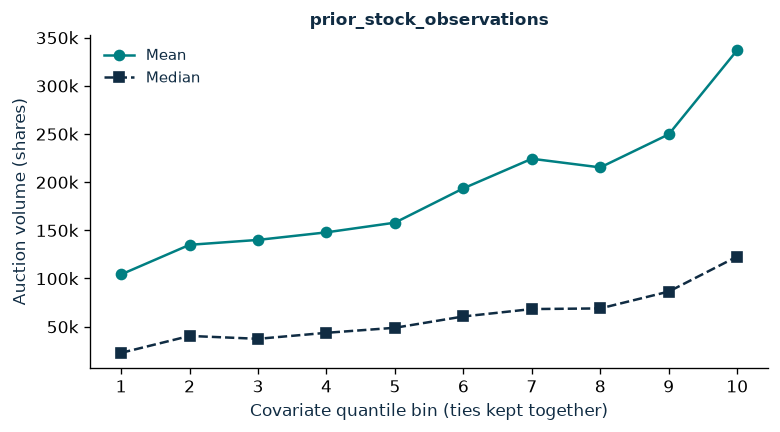 prior_stock_observations
Mean
Median
Auction volume (shares)
350k
300k
250k
200k
150k
100k
50k
1 2 3 4 5 6 7 8 9 10
Covariate quantile bin (ties kept together)